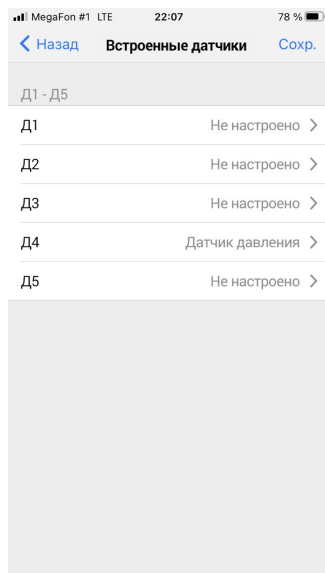 MegaFon #1 LTE 22:07 78 %
Назад Встроенные датчики Сохр.
Д1 - Д5
Д1 Не настроено
Д2 Не настроено
Д3 Не настроено
Д4 Датчик давления
Д5 Не настроено